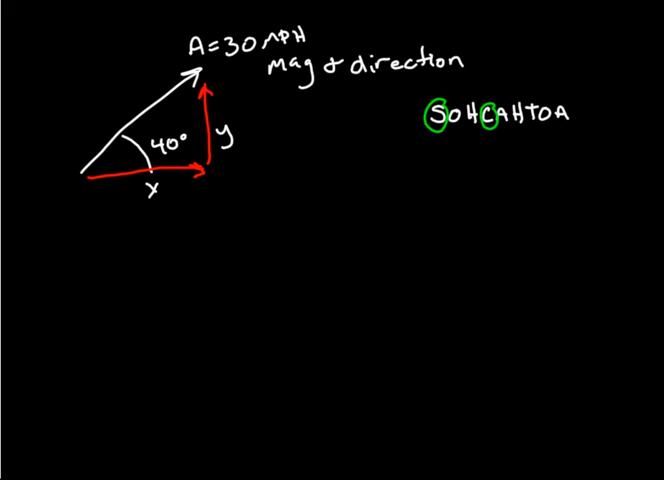 A=30 MPH
mag & direction
SOHCAHTOA
40°
y
x